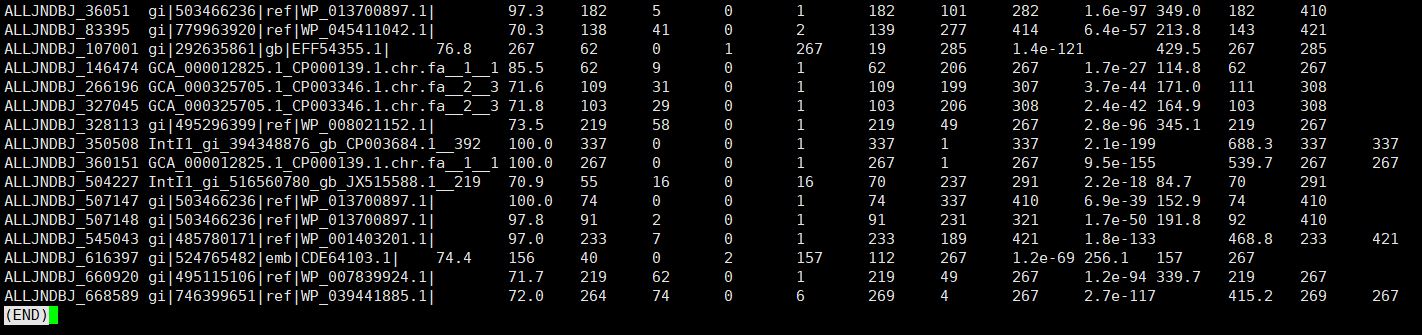 ALLJNDBJ_36051 gi|503466236|ref|WP_013700897.1| 97.3 182 5 0 1 182 101 282 1.6e-97 349.0 182 410
ALLJNDBJ_83395 gi|779963920|ref|WP_045411042.1| 70.3 138 41 0 2 139 277 414 6.4e-57 213.8 143 421
ALLJNDBJ_107001 gi|292635861|gb|EFF54355.1| 76.8 267 62 0 1 267 19 285 1.4e-121 429.5 267 285
ALLJNDBJ_146474 GCA_000012825.1_CP000139.1.chr.fa__1__1 85.5 62 9 0 1 62 206 267 1.7e-27 114.8 62 267
ALLJNDBJ_266196 GCA_000325705.1_CP003346.1.chr.fa__2__3 71.6 109 31 0 1 109 199 307 3.7e-44 171.0 111 308
ALLJNDBJ_327045 GCA_000325705.1_CP003346.1.chr.fa__2__3 71.8 103 29 0 1 103 206 308 2.4e-42 164.9 103 308
ALLJNDBJ_328113 gi|495296399|ref|WP_008021152.1| 73.5 219 58 0 1 219 49 267 2.8e-96 345.1 219 267
ALLJNDBJ_350508 IntI1_gi_394348876_gb_CP003684.1__392 100.0 337 0 0 1 337 1 337 2.1e-199 688.3 337 337
ALLJNDBJ_360151 GCA_000012825.1_CP000139.1.chr.fa__1__1 100.0 267 0 0 1 267 1 267 9.5e-155 539.7 267 267
ALLJNDBJ_504227 IntI1_gi_516560780_gb_JX515588.1__219 70.9 55 16 0 16 70 237 291 2.2e-18 84.7 70 291
ALLJNDBJ_507147 gi|503466236|ref|WP_013700897.1| 100.0 74 0 0 1 74 337 410 6.9e-39 152.9 74 410
ALLJNDBJ_507148 gi|503466236|ref|WP_013700897.1| 97.8 91 2 0 1 91 231 321 1.7e-50 191.8 92 410
ALLJNDBJ_545043 gi|485780171|ref|WP_001403201.1| 97.0 233 7 0 1 233 189 421 1.8e-133 468.8 233 421
ALLJNDBJ_616397 gi|524765482|emb|CDE64103.1| 74.4 156 40 0 2 157 112 267 1.2e-69 256.1 157 267
ALLJNDBJ_660920 gi|495115106|ref|WP_007839924.1| 71.7 219 62 0 1 219 49 267 1.2e-94 339.7 219 267
ALLJNDBJ_668589 gi|746399651|ref|WP_039441885.1| 72.0 264 74 0 6 269 4 267 2.7e-117 415.2 269 267
(END)